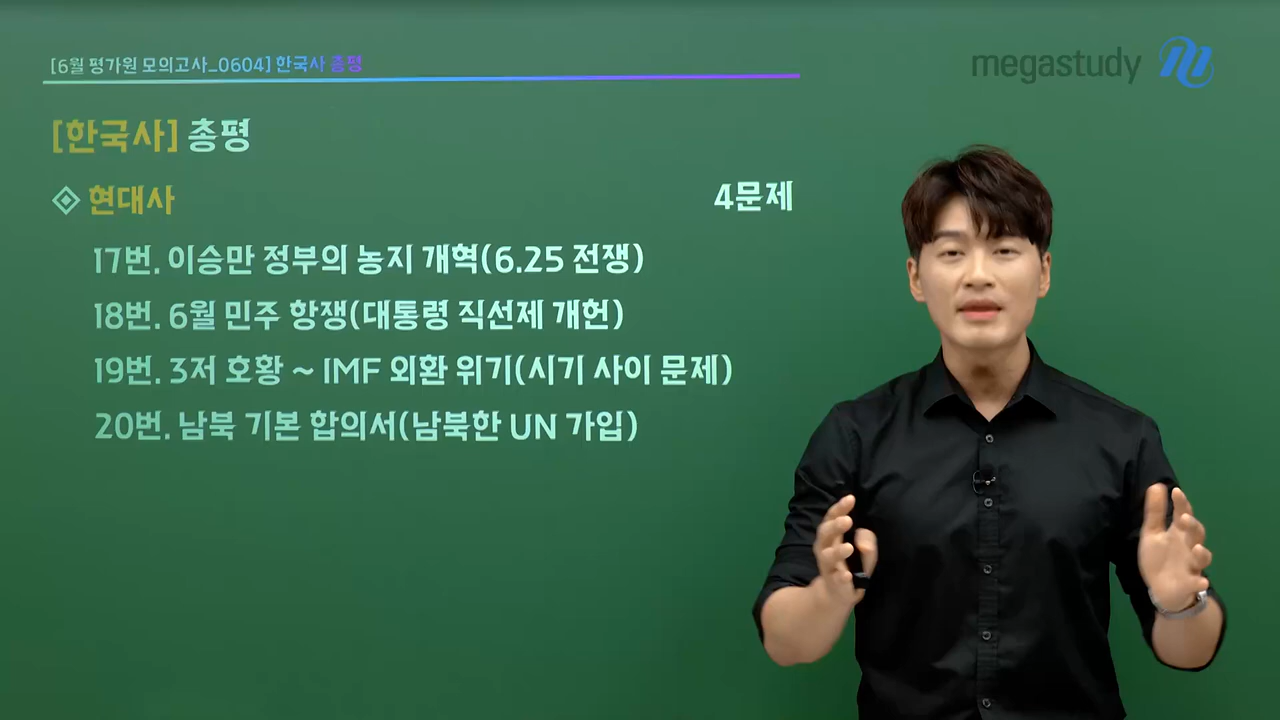 [6월 평가원 모의고사_0604] 한국사 총평
megastudy
[한국사] 총평
현대사 4문제
17번. 이승만 정부의 농지 개혁(6.25 전쟁)
18번. 6월 민주 항쟁(대통령 직선제 개헌)
19번. 3저 호황 ~ IMF 외환 위기(시기 사이 문제)
20번. 남북 기본 합의서(남북한 UN 가입)